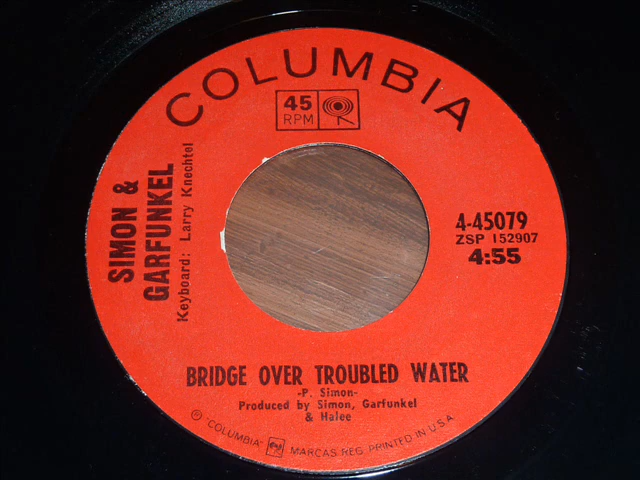 COLUMBIA
45
RPM
SIMON &
GARFUNKEL
Keyboard: Larry Knechtel
4-45079
ZSP 152907
4:55
BRIDGE OVER TROUBLED WATER
-P. Simon-
Produced by Simon, Garfunkel
& Halee
℗ "COLUMBIA" MARCAS REG. PRINTED IN U.S.A.